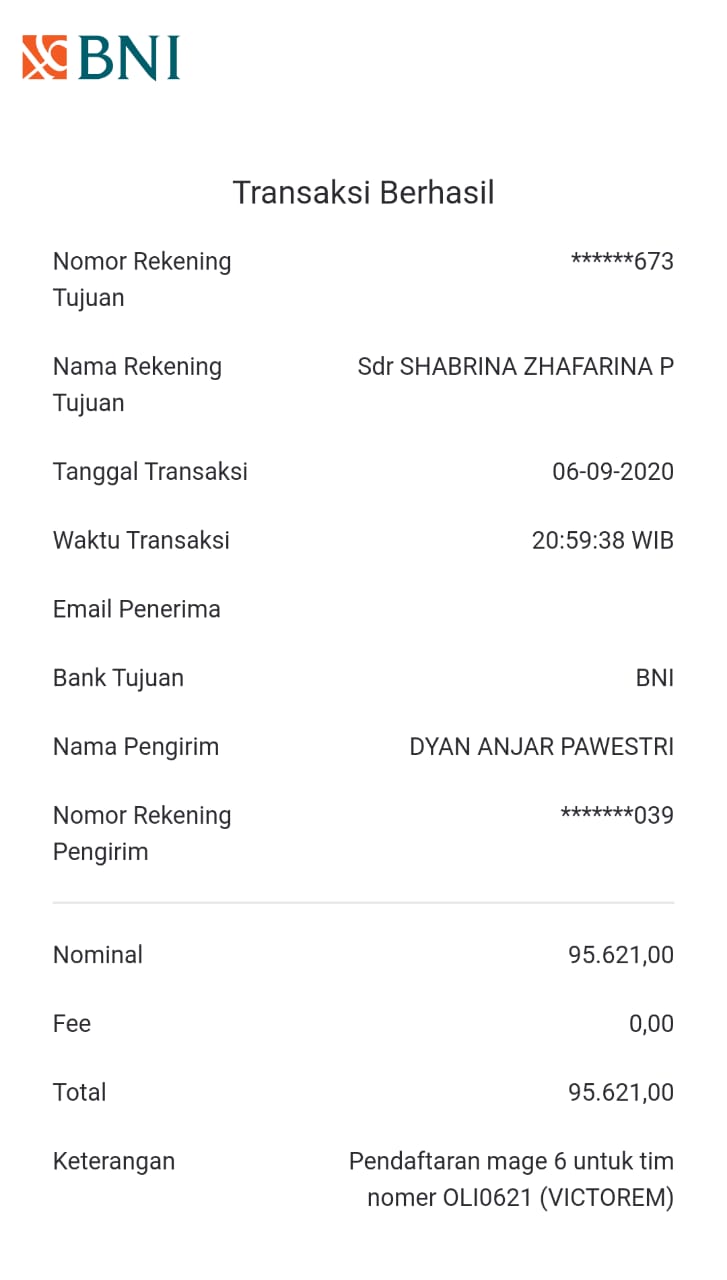 BNI
Transaksi Berhasil
Nomor Rekening Tujuan ******673
Nama Rekening Tujuan Sdr SHABRINA ZHAFARINA P
Tanggal Transaksi 06-09-2020
Waktu Transaksi 20:59:38 WIB
Email Penerima
Bank Tujuan BNI
Nama Pengirim DYAN ANJAR PAWESTRI
Nomor Rekening Pengirim *******039
Nominal 95.621,00
Fee 0,00
Total 95.621,00
Keterangan Pendaftaran mage 6 untuk tim
nomer OLI0621 (VICTOREM)